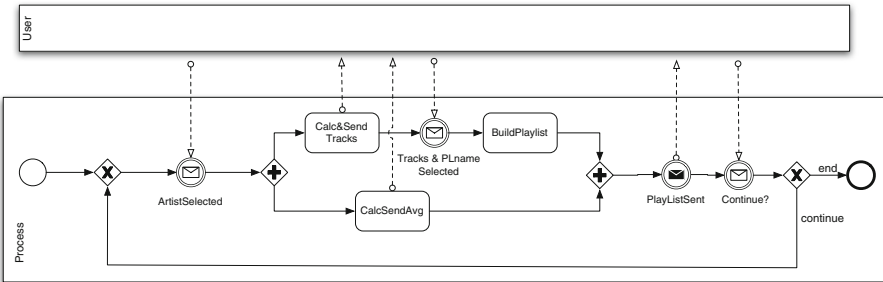 User
Calc&Send
Tracks
BuildPlaylist
Tracks & PLname
Selected
ArtistSelected
CalcSendAvg
PlayListSent
Continue?
end
continue
Process